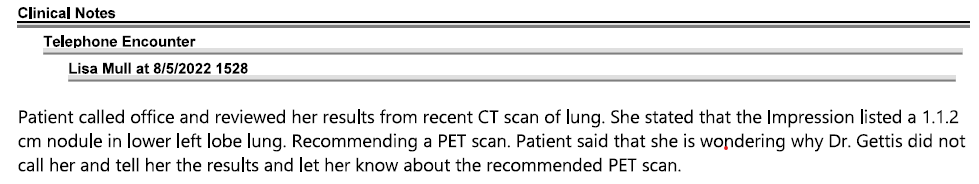 Clinical Notes
Telephone Encounter
Lisa Mull at 8/5/2022 1528
Patient called office and reviewed her results from recent CT scan of lung. She stated that the Impression listed a 1.1.2
cm nodule in lower left lobe lung. Recommending a PET scan. Patient said that she is wondering why Dr. Gettis did not
call her and tell her the results and let her know about the recommended PET scan.